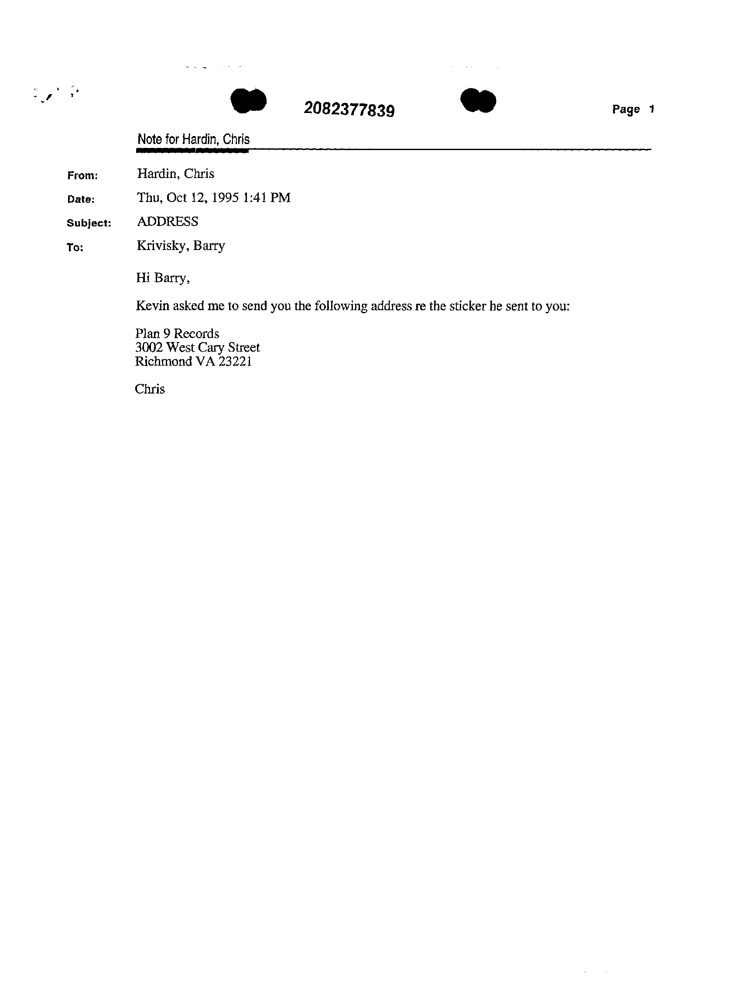 2082377839
Page 1
Note for Hardin, Chris
From: Hardin, Chris
Date: Thu, Oct 12, 1995 1:41 PM
Subject: ADDRESS
To: Krivisky, Barry
Hi Barry,
Kevin asked me to send you the following address re the sticker he sent to you:
Plan 9 Records
3002 West Cary Street
Richmond VA 23221
Chris